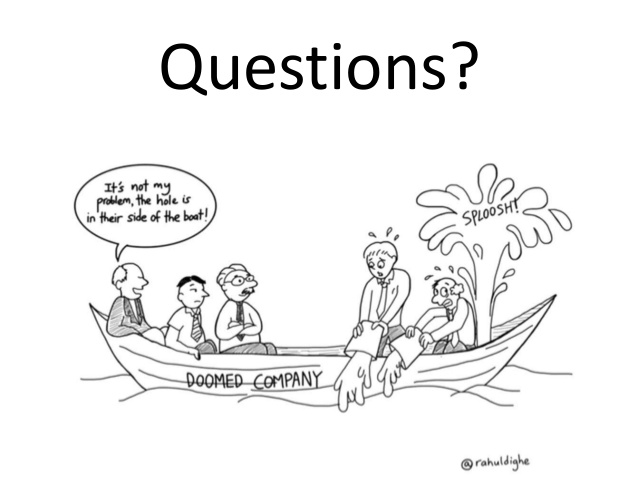 Questions?
It's not my
problem, the hole is
in their side of the boat!
SPLOOSH!
DOOMED COMPANY
@rahuldighe